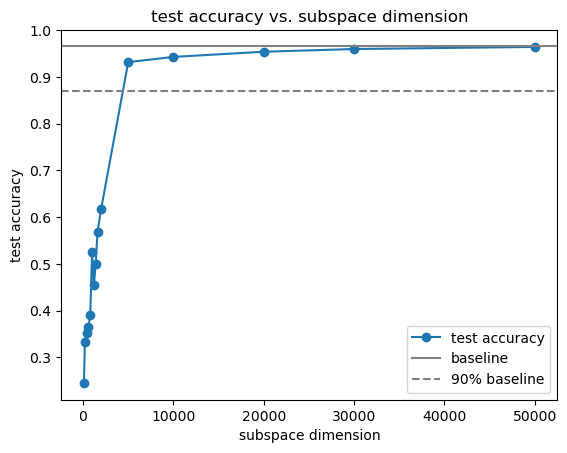 test accuracy vs. subspace dimension
1.0
0.9
0.8
0.7
0.6
0.5
0.4
0.3
test accuracy
test accuracy
baseline
90% baseline
0 10000 20000 30000 40000 50000
subspace dimension